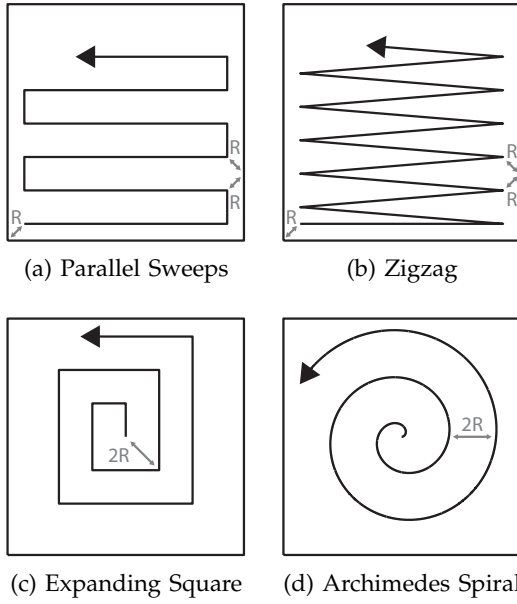 R
R
R
(a) Parallel Sweeps
R
R
R
(b) Zigzag
2R
(c) Expanding Square
2R
(d) Archimedes Spiral